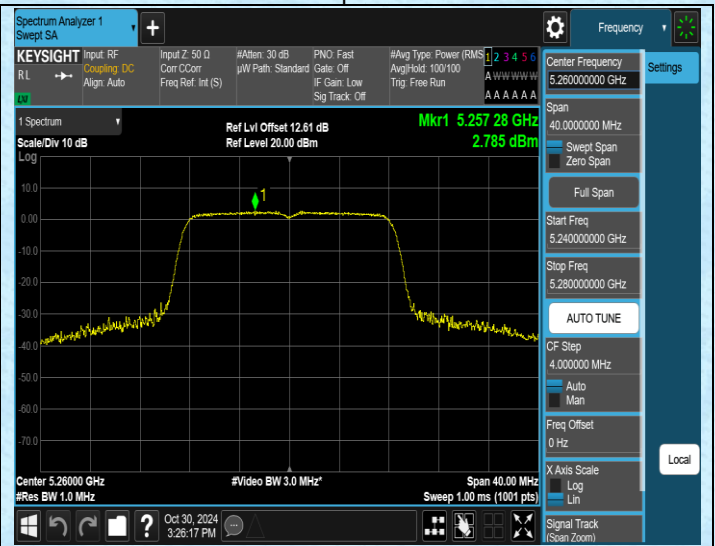 Spectrum Analyzer 1
Swept SA
Frequency
KEYSIGHT
RL
LXI
Input: RF
Coupling: DC
Align: Auto
Input Z: 50 Ω
Corr CCorr
Freq Ref: Int (S)
#Atten: 30 dB
µW Path: Standard
PNO: Fast
Gate: Off
IF Gain: Low
Sig Track: Off
#Avg Type: Power (RMS
Avg|Hold: 100/100
Trig: Free Run
1 2 3 4 5 6
A W W W W W
A A A A A A
1 Spectrum
Scale/Div 10 dB
Log
Ref Lvl Offset 12.61 dB
Ref Level 20.00 dBm
Mkr1 5.257 28 GHz
2.785 dBm
1
10.0
0.00
-10.0
-20.0
-30.0
-40.0
-50.0
-60.0
-70.0
Center 5.26000 GHz
#Res BW 1.0 MHz
#Video BW 3.0 MHz*
Span 40.00 MHz
Sweep 1.00 ms (1001 pts)
Center Frequency
5.260000000 GHz
Settings
Span
40.0000000 MHz
Swept Span
Zero Span
Full Span
Start Freq
5.240000000 GHz
Stop Freq
5.280000000 GHz
AUTO TUNE
CF Step
4.000000 MHz
Auto
Man
Freq Offset
0 Hz
X Axis Scale
Log
Lin
Local
Signal Track
(Span Zoom)
?
Oct 30, 2024
3:26:17 PM